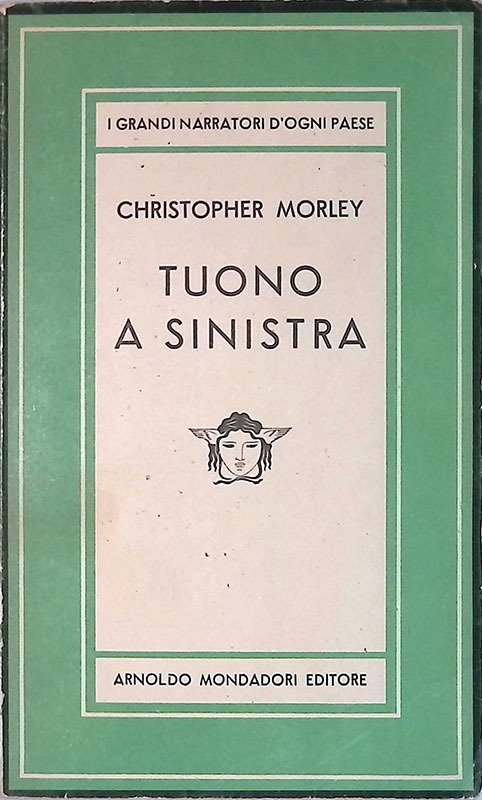 I GRANDI NARRATORI D'OGNI PAESE
CHRISTOPHER MORLEY
TUONO
A SINISTRA
ARNOLDO MONDADORI EDITORE